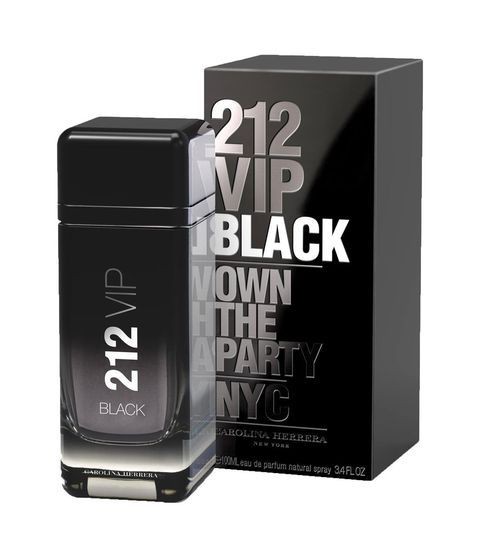 212 VIP
BLACK
CAROLINA HERRERA
212
VIP
BLACK
OWN
THE
PARTY
NYC
CAROLINA HERRERA
NEW YORK
100ML eau de parfum natural spray 3.4 FL OZ